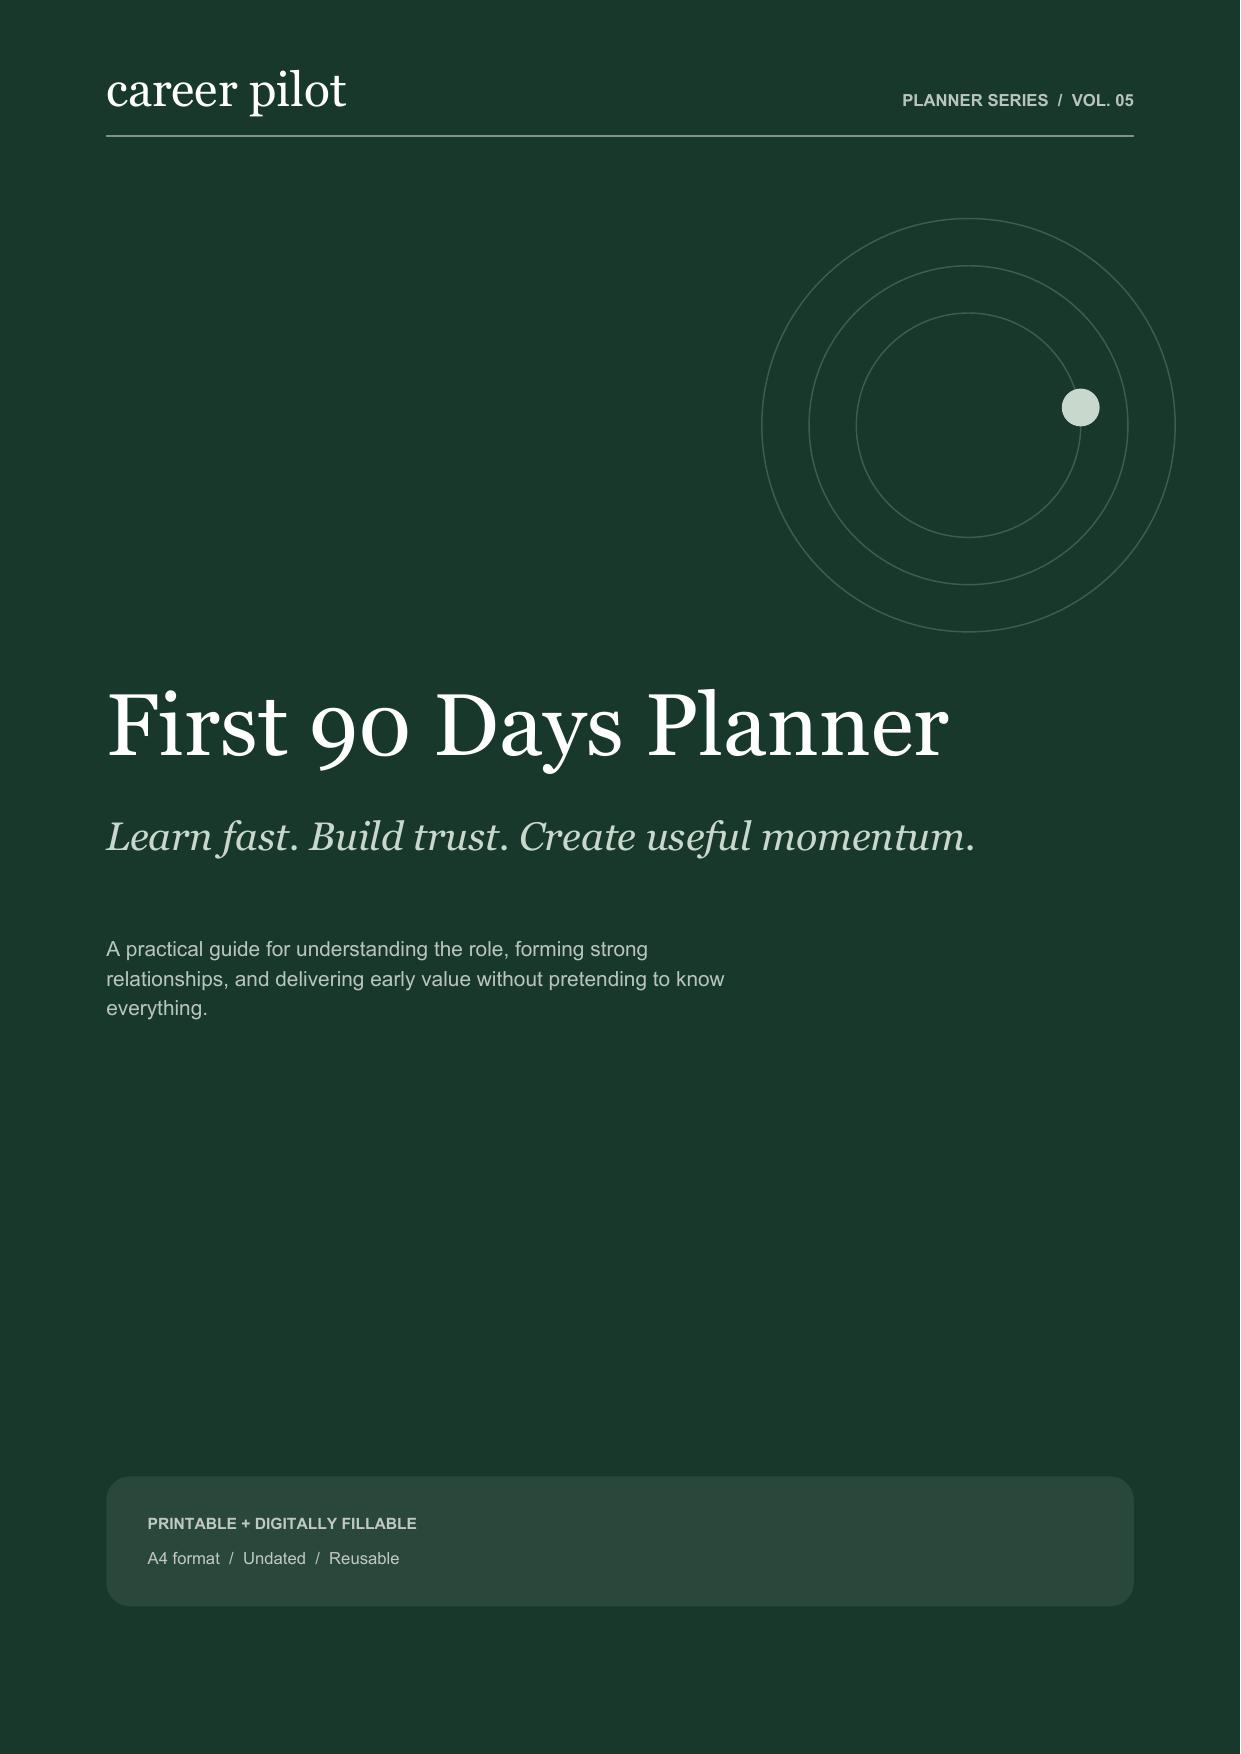 career pilot
PLANNER SERIES / VOL. 05
First 90 Days Planner
Learn fast. Build trust. Create useful momentum.
A practical guide for understanding the role, forming strong
relationships, and delivering early value without pretending to know
everything.
PRINTABLE + DIGITALLY FILLABLE
A4 format / Undated / Reusable